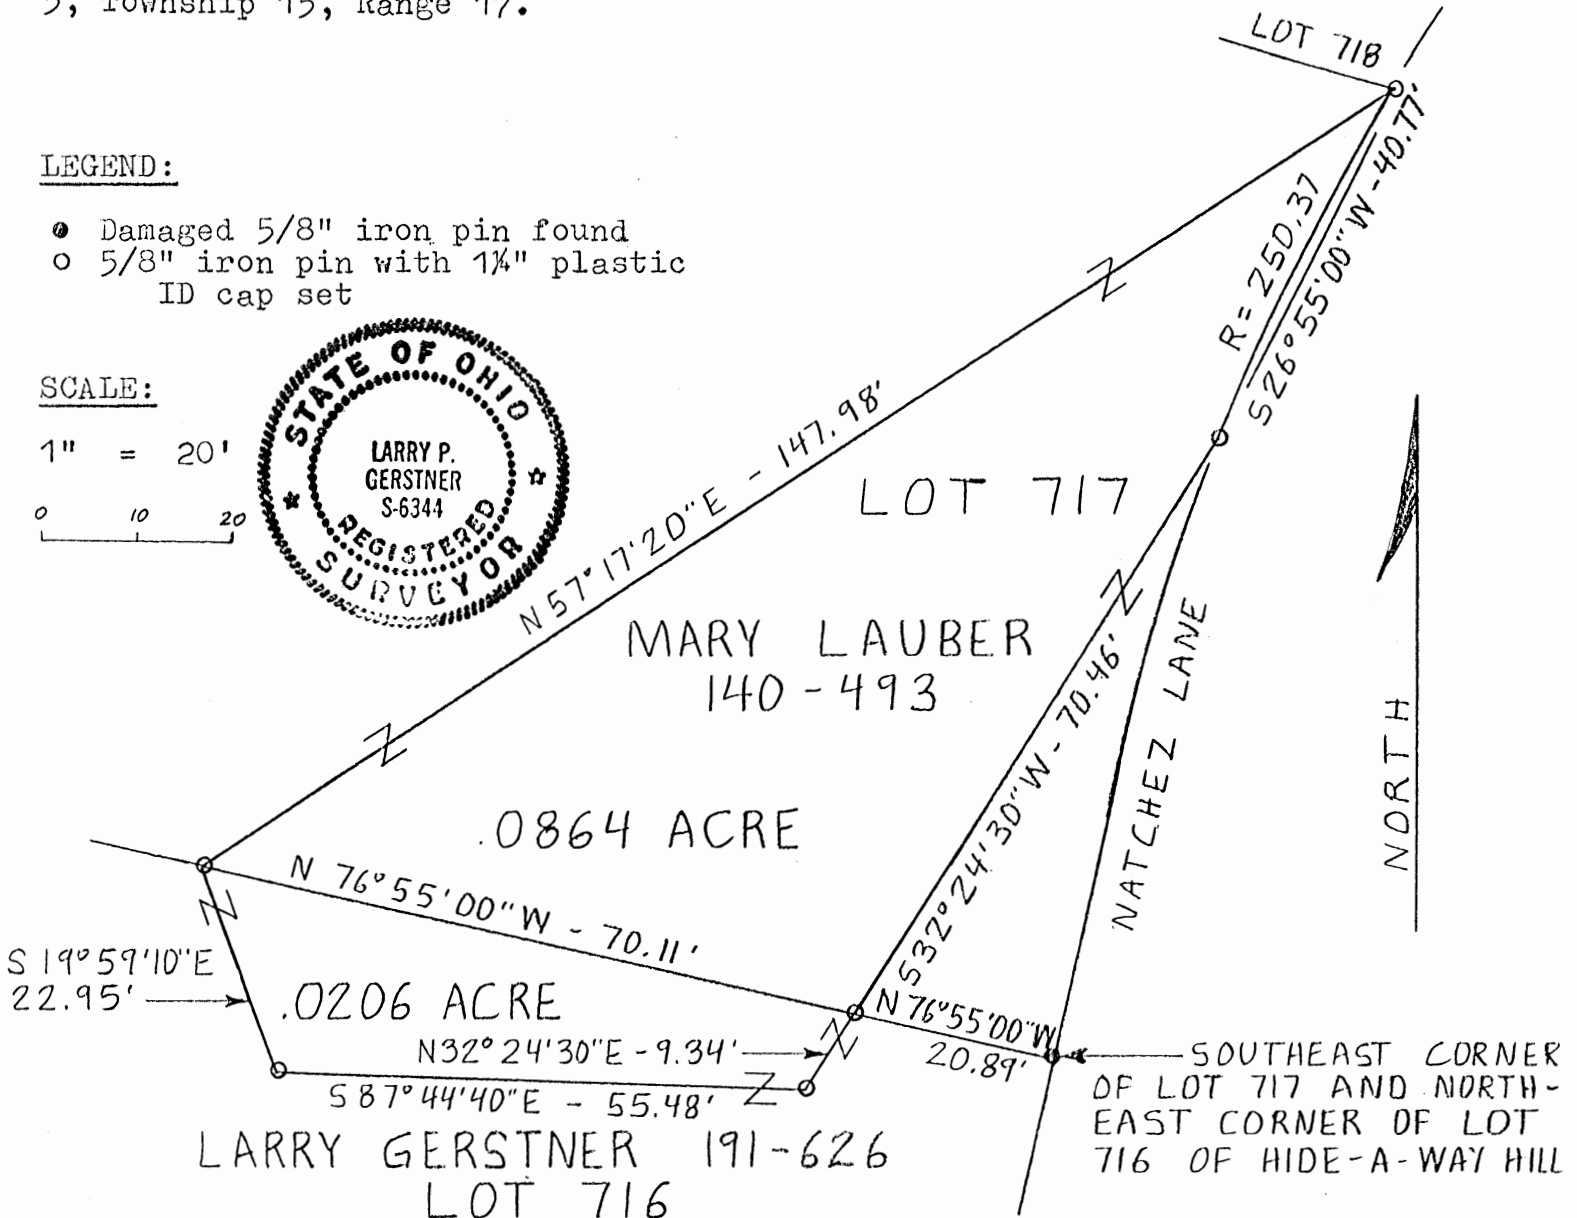 5, Township 15, Range 17.
LOT 718
LEGEND:
Damaged 5/8" iron pin found
5/8" iron pin with 1¼" plastic
ID cap set
S26°55'00"W - 40.77'
R = 250.37
SCALE:
1" = 20'
0 10 20
STATE OF OHIO
LARRY P.
GERSTNER
S-6344
REGISTERED
SURVEYOR
N 57°17'20"E - 147.98'
LOT 717
MARY LAUBER
140-493
S32°24'30"W - 70.46'
NATCHEZ LANE
NORTH
.0864 ACRE
N 76°55'00"W - 70.11'
S 19°59'10"E
22.95'
.0206 ACRE
N32°24'30"E - 9.34'
S 87°44'40"E - 55.48'
N 76°55'00"W
20.89'
SOUTHEAST CORNER
OF LOT 717 AND NORTH-
EAST CORNER OF LOT
716 OF HIDE-A-WAY HILL
LARRY GERSTNER 191-626
LOT 716